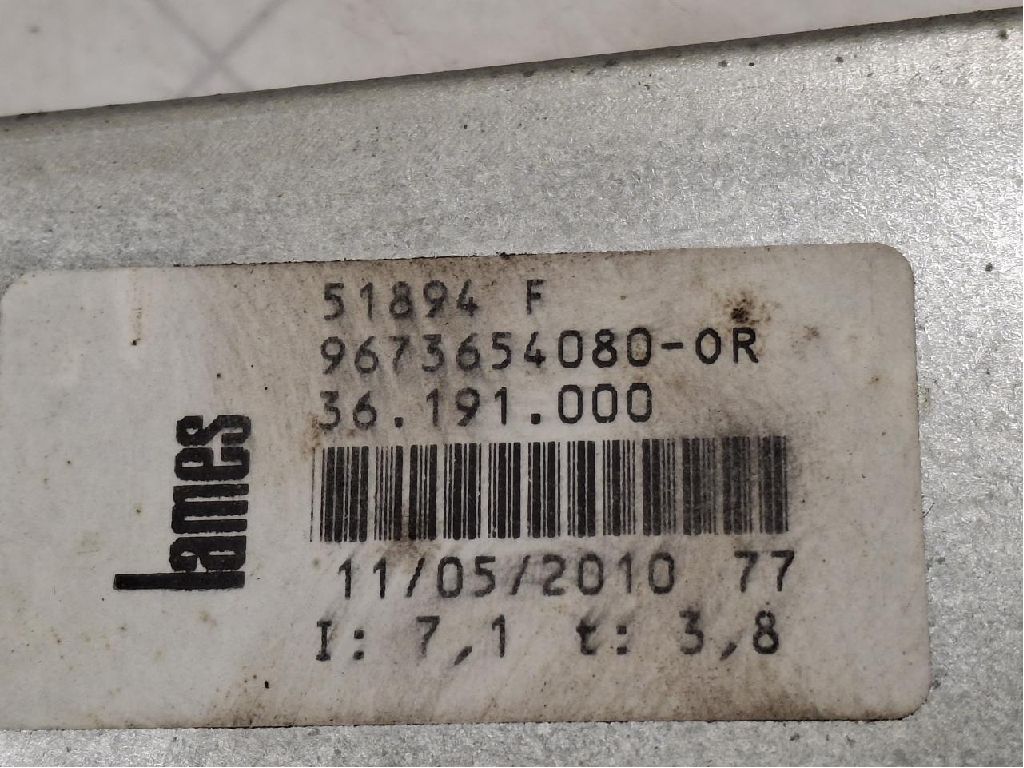 51894 F
9673654080-0R
36.191.000
lames
11/05/2010 77
I: 7,1 t: 3,8